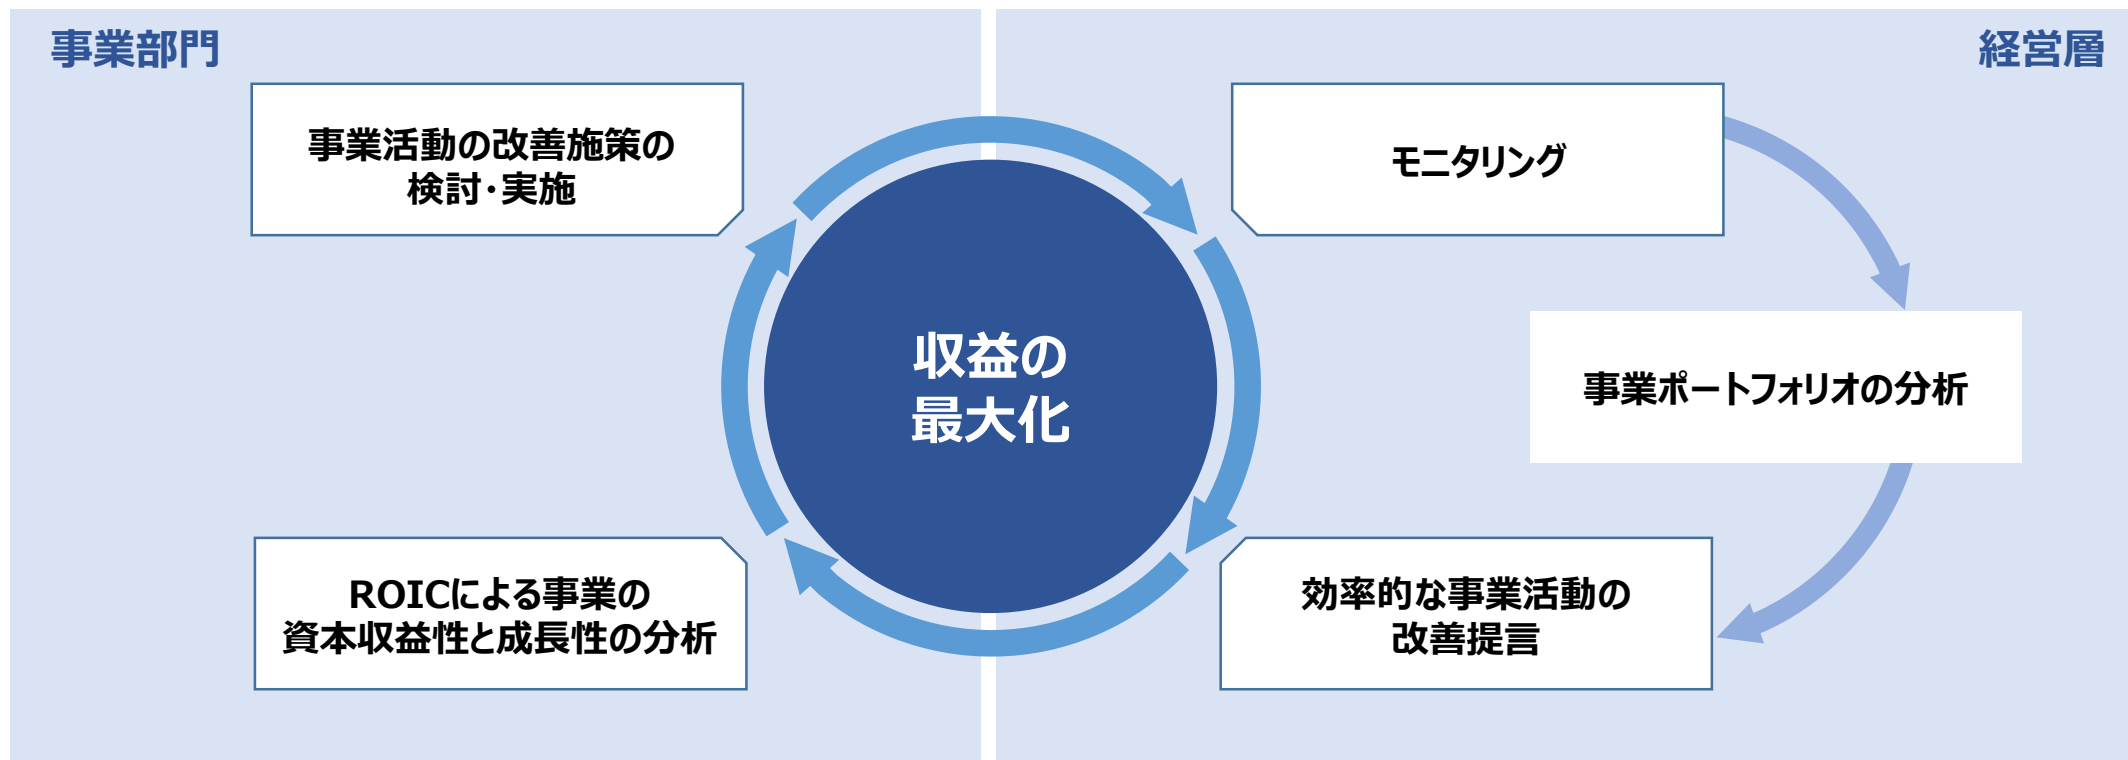 事業部門
経営層
事業活動の改善施策の
検討・実施
モニタリング
収益の
最大化
事業ポートフォリオの分析
ROICによる事業の
資本収益性と成長性の分析
効率的な事業活動の
改善提言